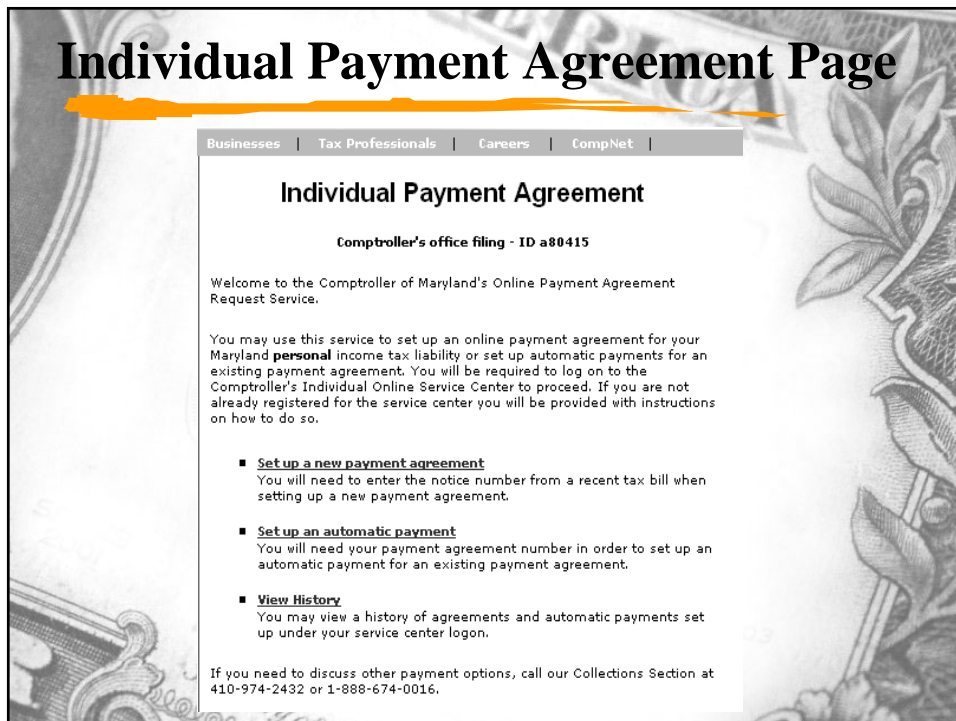 Individual Payment Agreement Page
Businesses | Tax Professionals | Careers | CompNet |
Individual Payment Agreement
Comptroller's office filing - ID a80415
Welcome to the Comptroller of Maryland's Online Payment Agreement
Request Service.
You may use this service to set up an online payment agreement for your
Maryland personal income tax liability or set up automatic payments for an
existing payment agreement. You will be required to log on to the
Comptroller's Individual Online Service Center to proceed. If you are not
already registered for the service center you will be provided with instructions
on how to do so.
■ Set up a new payment agreement
You will need to enter the notice number from a recent tax bill when
setting up a new payment agreement.
■ Set up an automatic payment
You will need your payment agreement number in order to set up an
automatic payment for an existing payment agreement.
■ View History
You may view a history of agreements and automatic payments set
up under your service center logon.
If you need to discuss other payment options, call our Collections Section at
410-974-2432 or 1-888-674-0016.